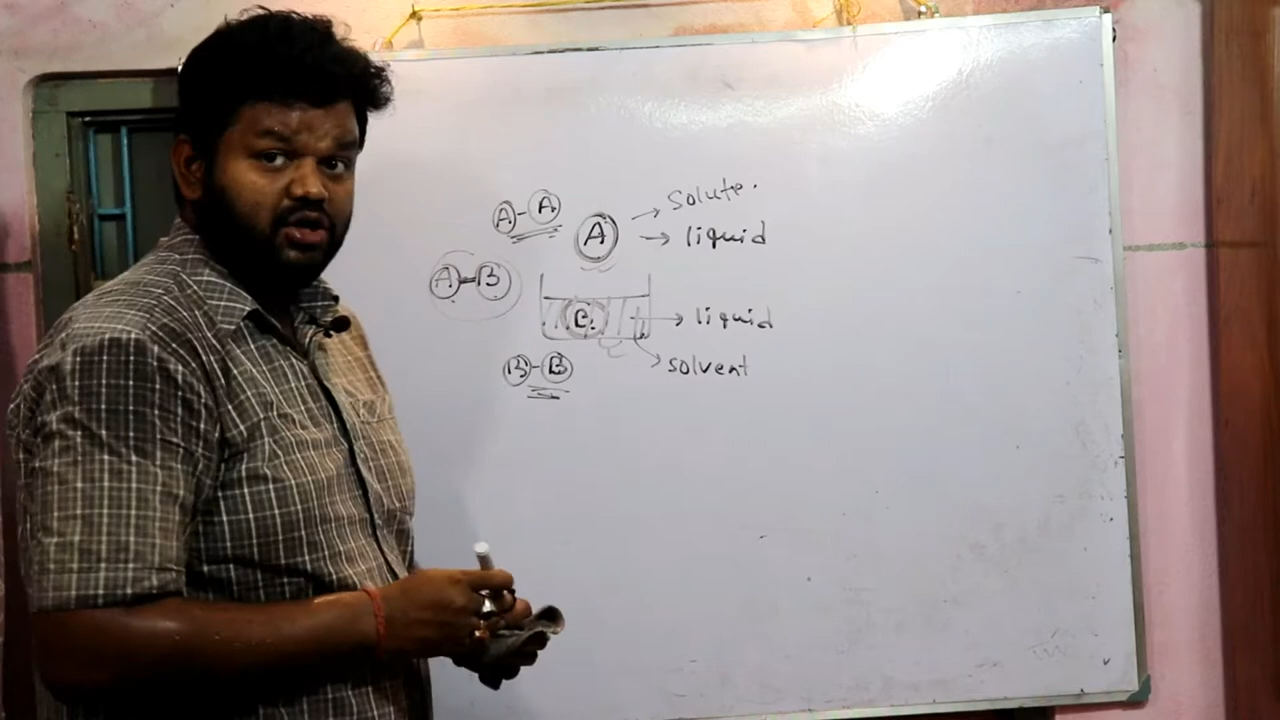 A-A
A → Solute.
→ liquid
A=B
B. → liquid
B-B
→ solvent